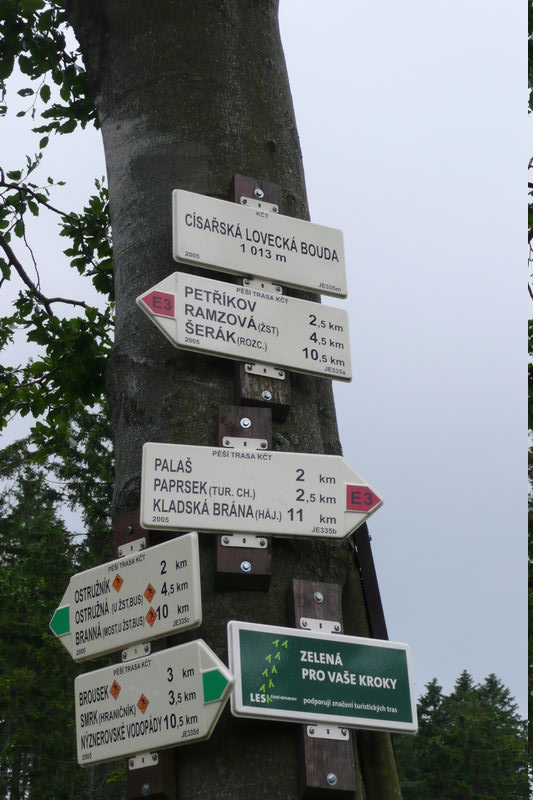 KČT
CÍSAŘSKÁ LOVECKÁ BOUDA
1 013 m
2005 JE335m
PĚŠÍ TRASA KČT
E3
PETŘÍKOV 2,5 km
RAMZOVÁ (ŽST) 4,5 km
ŠERÁK (ROZC.) 10,5 km
2005 JE335a
PĚŠÍ TRASA KČT
PALAŠ 2 km
PAPRSEK (TUR. CH.) 2,5 km
KLADSKÁ BRÁNA (HÁJ.) 11 km
E3
2005 JE335b
PĚŠÍ TRASA KČT
OSTRUŽNÍK 2 km
OSTRUŽNÁ (U ŽST,BUS) 4,5 km
BRANNÁ (MOST,U ŽST,BUS) 10 km
2005 JE335c
PĚŠÍ TRASA KČT
BROUSEK 3 km
SMRK (HRANIČNÍK) 3,5 km
NÝZNEROVSKÉ VODOPÁDY 10,5 km
2005 JE335d
ZELENÁ
PRO VAŠE KROKY
LESY ČESKÉ REPUBLIKY
podporuji značení turistických tras